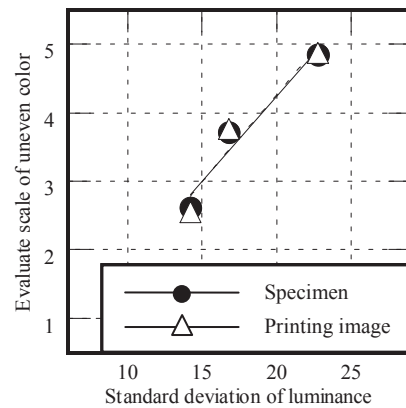 Evaluate scale of uneven color
5
4
3
2
1
Specimen
Printing image
10 15 20 25
Standard deviation of luminance